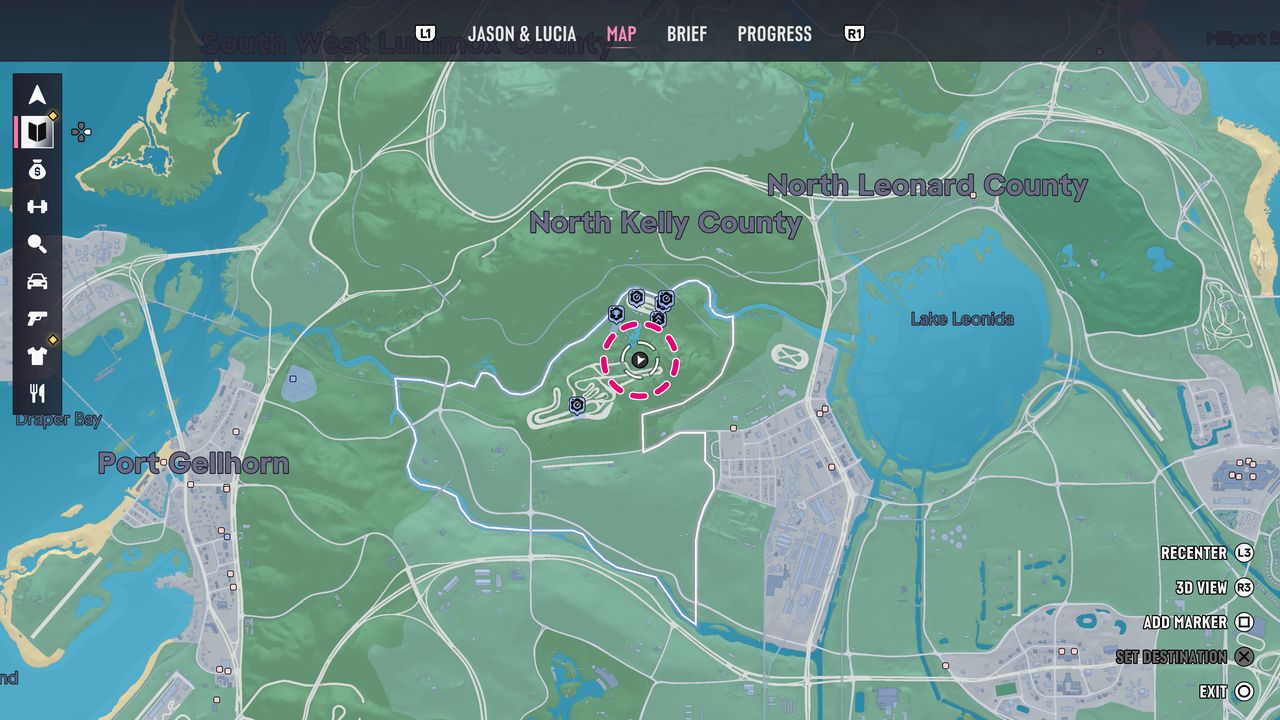 L1 JASON & LUCIA MAP BRIEF PROGRESS R1
South West Lummox County
North Leonard County
North Kelly County
Lake Leonida
Draper Bay
Port Gellhorn
RECENTER L3
3D VIEW R3
ADD MARKER
SET DESTINATION
nd
EXIT